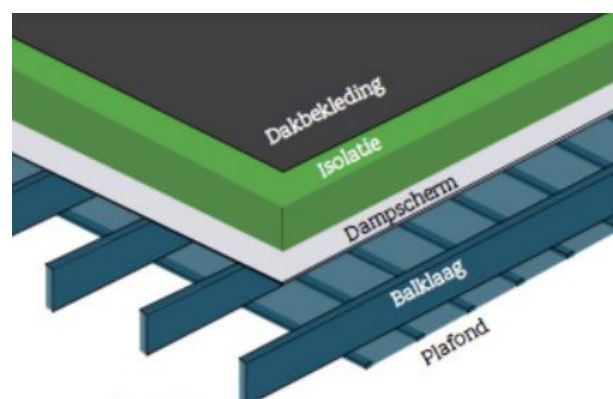 Dakbekleding
Isolatie
Dampscherm
Balklaag
Plafond